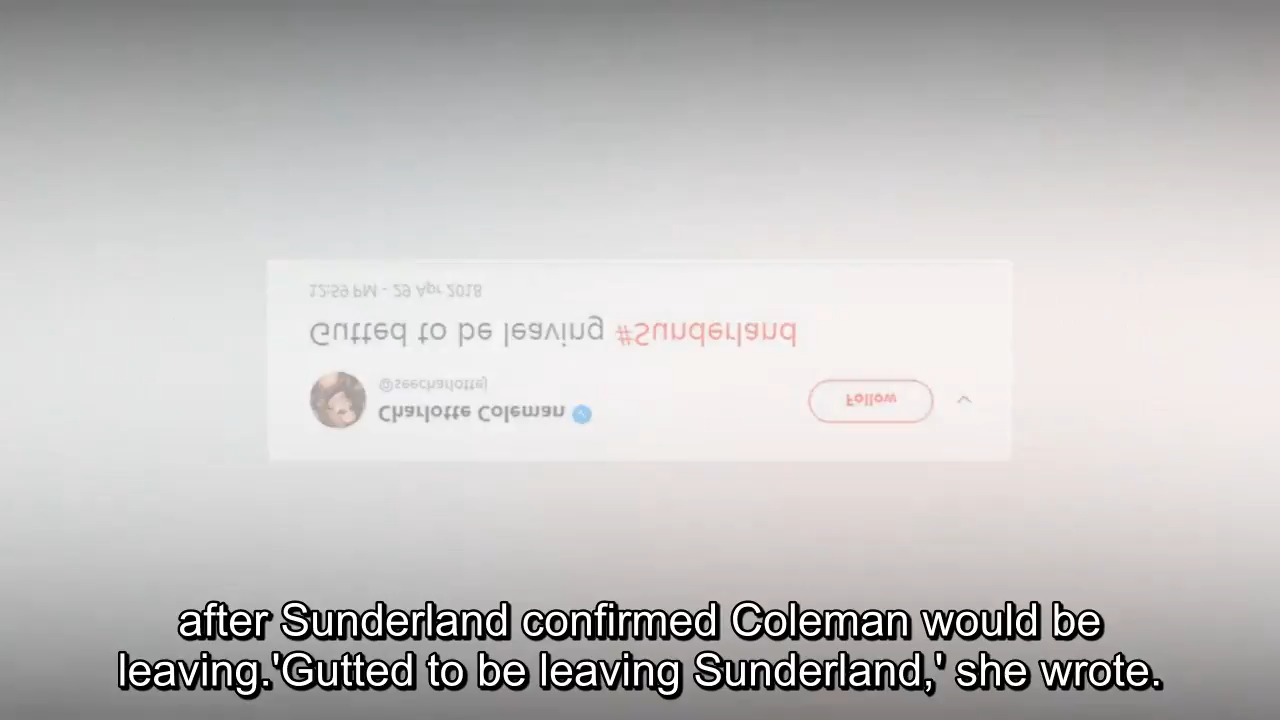 12:59 PM - 29 Apr 2018
Gutted to be leaving #Sunderland
@seecharlottej
Charlotte Coleman
Follow
after Sunderland confirmed Coleman would be
leaving.'Gutted to be leaving Sunderland,' she wrote.